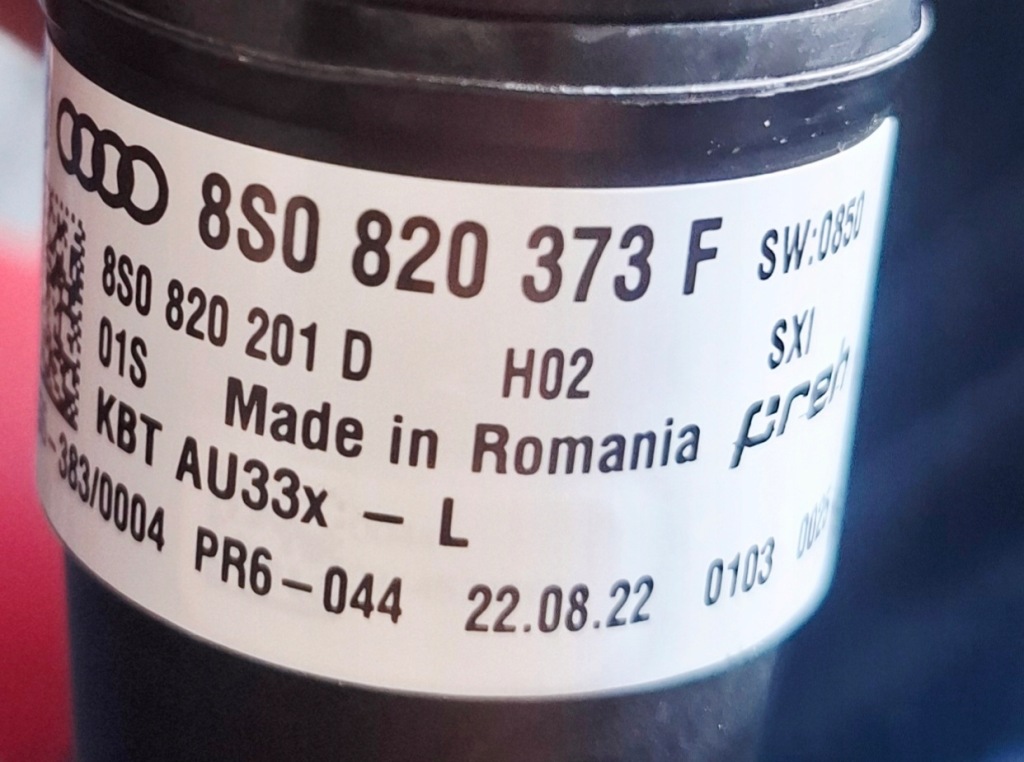 8S0 820 373 F SW:0850
8S0 820 201 D H02 SXI
01S Made in Romania preh
KBT AU33x - L
-383/0004 PR6-044 22.08.22 0103